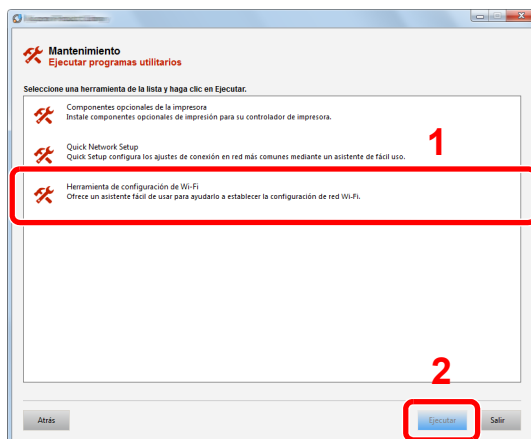 Mantenimiento
Ejecutar programas utilitarios
Seleccione una herramienta de la lista y haga clic en Ejecutar.
Componentes opcionales de la impresora
Instale componentes opcionales de impresión para su controlador de impresora.
1
Quick Network Setup
Quick Setup configura los ajustes de conexión en red más comunes mediante un asistente de fácil uso.
Herramienta de configuración de Wi-Fi
Ofrece un asistente fácil de usar para ayudarlo a establecer la configuración de red Wi-Fi.
2
Atrás
Ejecutar
Salir